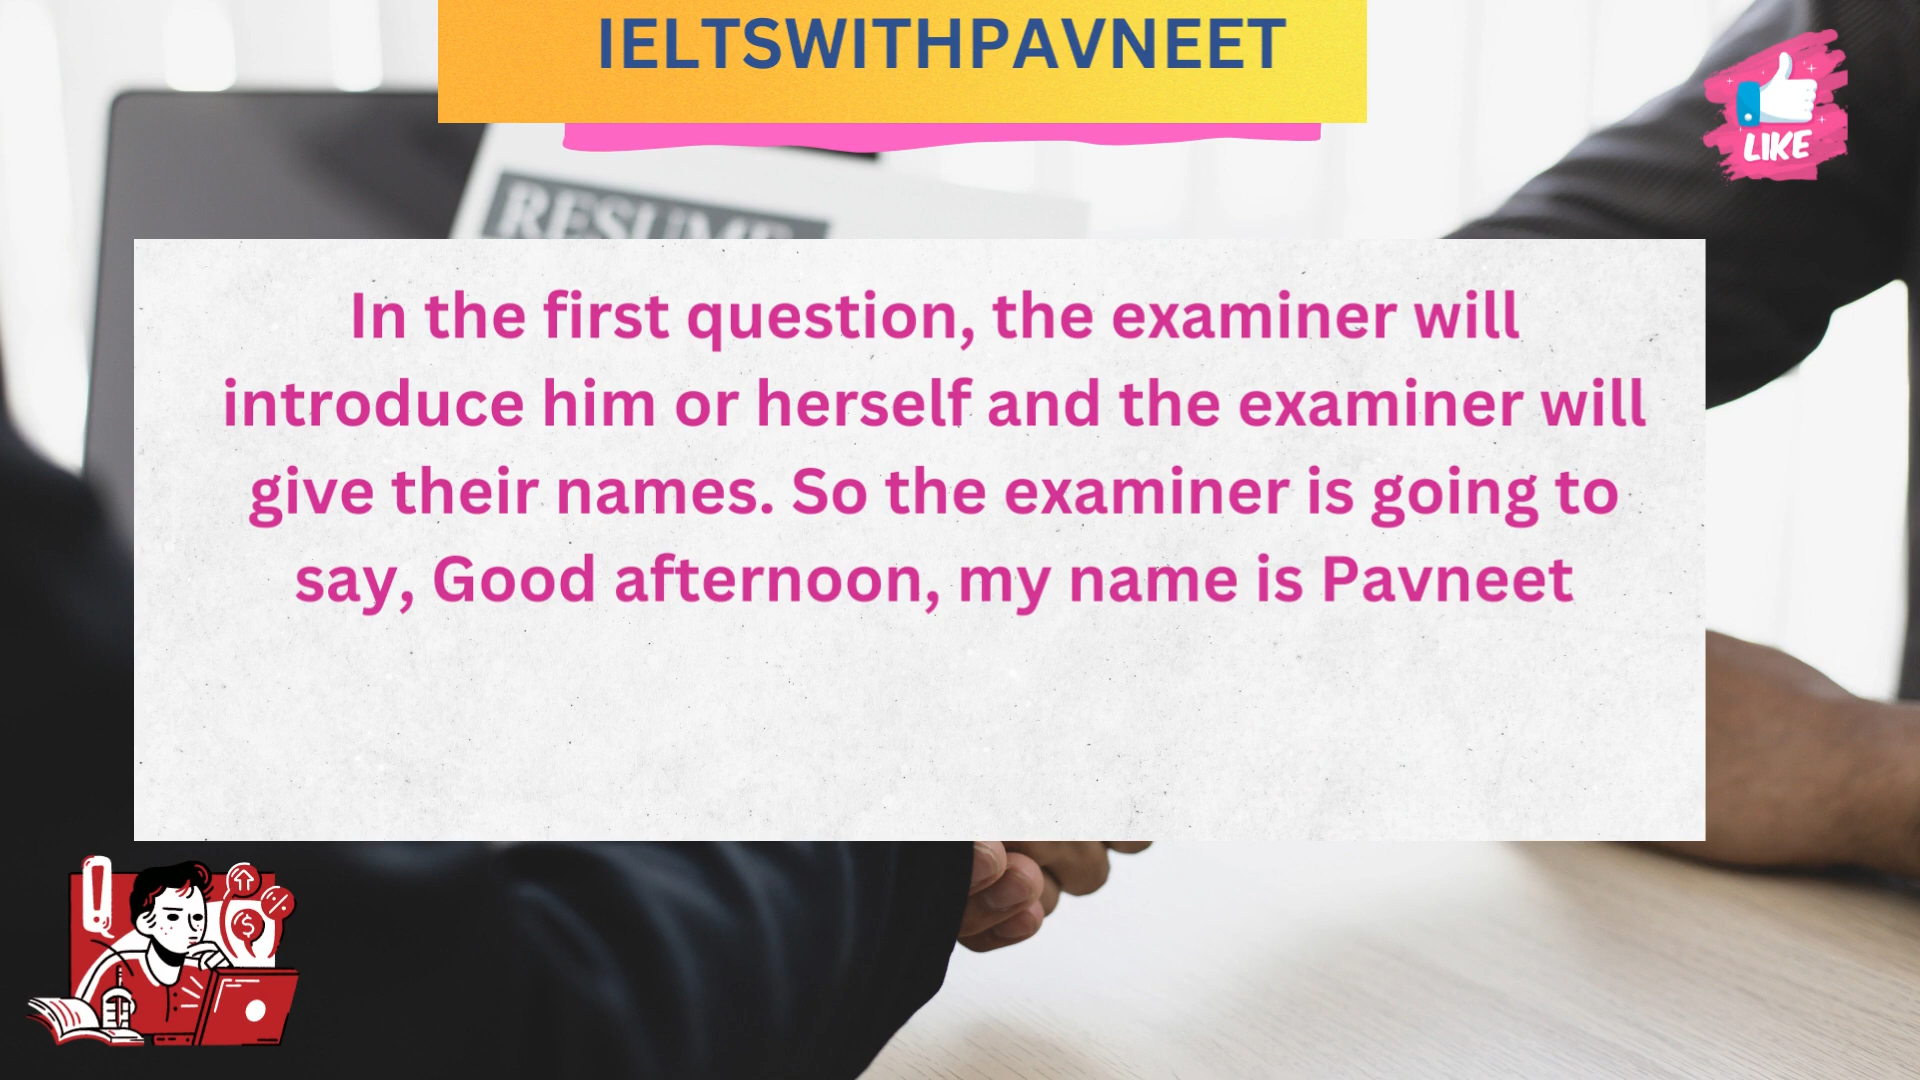 IELTSWITHPAVNEET
LIKE
RESUME
In the first question, the examiner will
introduce him or herself and the examiner will
give their names. So the examiner is going to
say, Good afternoon, my name is Pavneet